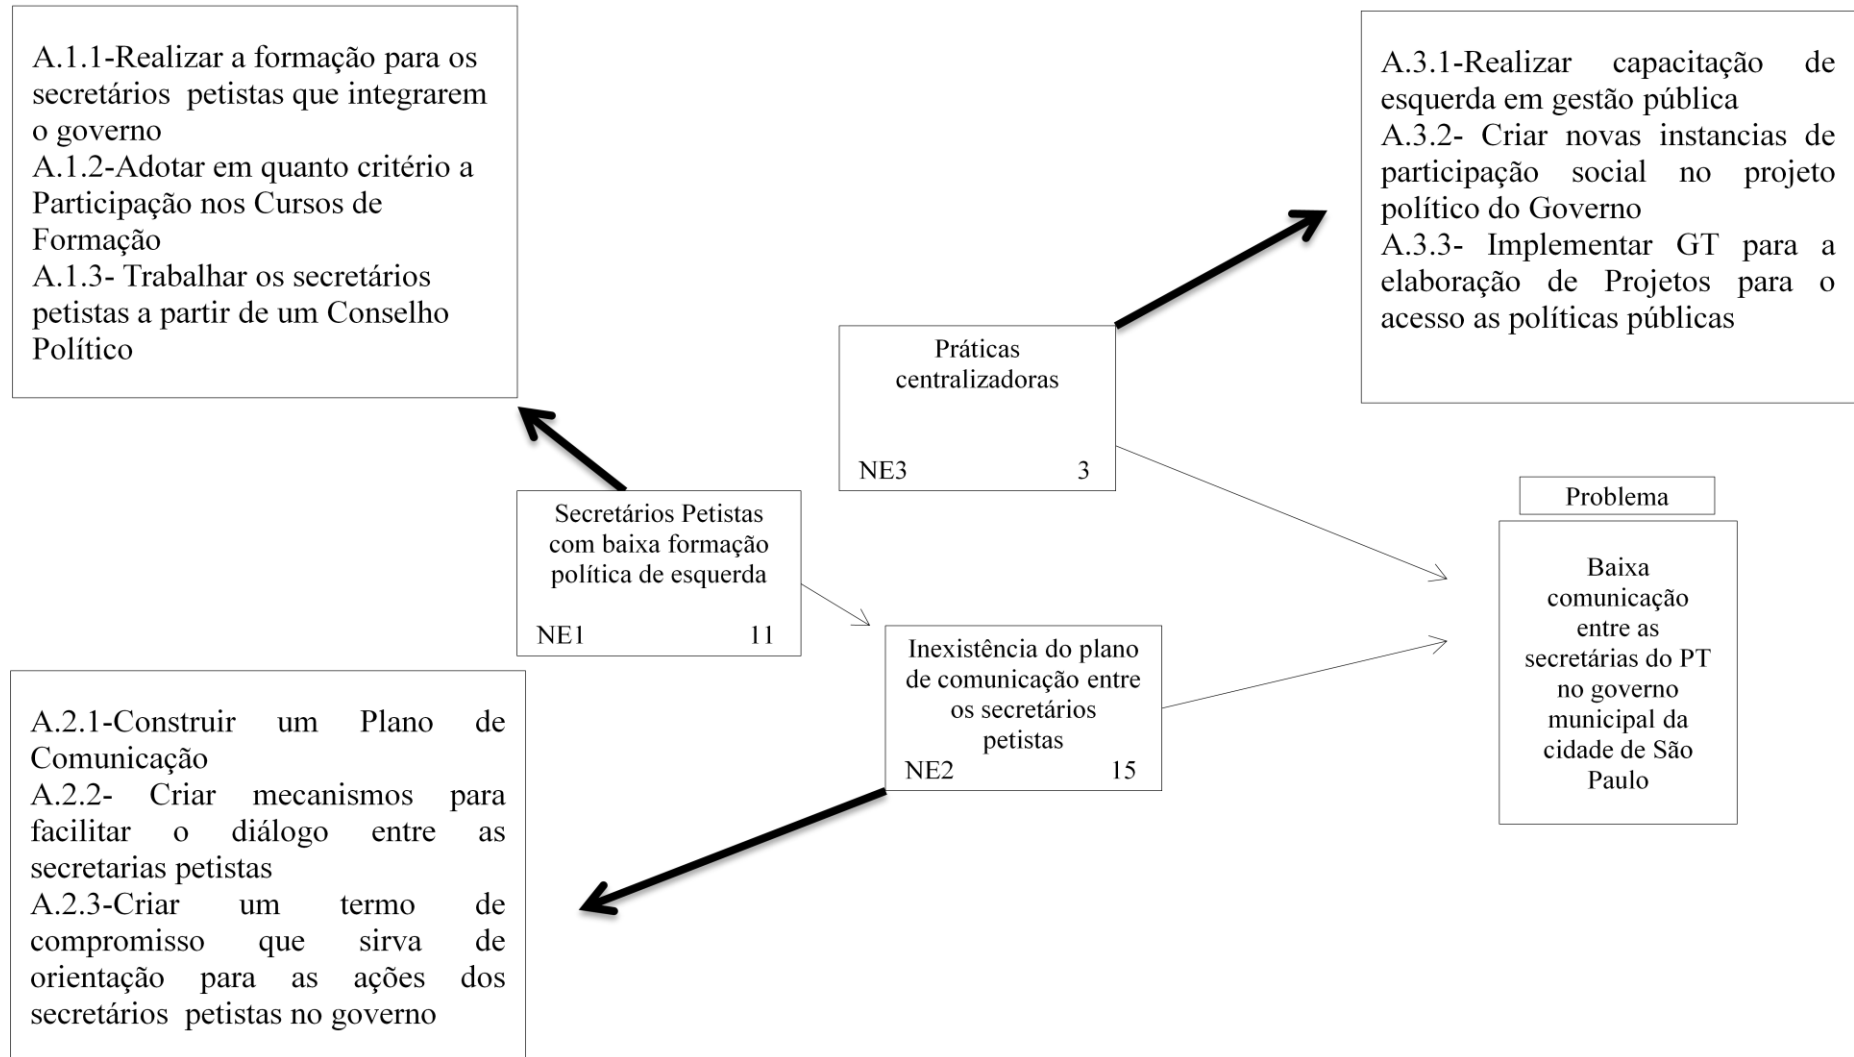 A.1.1-Realizar a formação para os
secretários petistas que integrarem
o governo
A.1.2-Adotar em quanto critério a
Participação nos Cursos de
Formação
A.1.3- Trabalhar os secretários
petistas a partir de um Conselho
Político
A.3.1-Realizar capacitação de
esquerda em gestão pública
A.3.2- Criar novas instancias de
participação social no projeto
político do Governo
A.3.3- Implementar GT para a
elaboração de Projetos para o
acesso as políticas públicas
Práticas
centralizadoras
NE3 3
Secretários Petistas
com baixa formação
política de esquerda
NE1 11
Problema
Baixa
comunicação
entre as
secretárias do PT
no governo
municipal da
cidade de São
Paulo
Inexistência do plano
de comunicação entre
os secretários
petistas
NE2 15
A.2.1-Construir um Plano de
Comunicação
A.2.2- Criar mecanismos para
facilitar o diálogo entre as
secretarias petistas
A.2.3-Criar um termo de
compromisso que sirva de
orientação para as ações dos
secretários petistas no governo